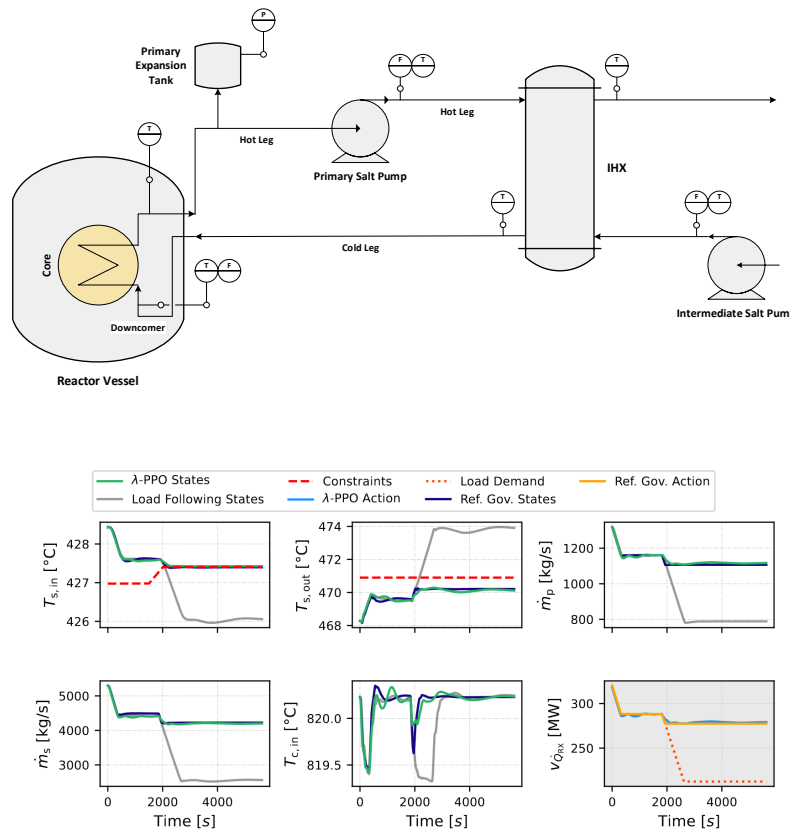 P
Primary
Expansion
Tank
F T
T
T
Hot Leg
Hot Leg
Primary Salt Pump
IHX
T
F T
Cold Leg
Core
T F
Downcomer
Intermediate Salt Pum
Reactor Vessel
λ-PPO States
Constraints
Load Demand
Ref. Gov. Action
Load Following States
λ-PPO Action
Ref. Gov. States
428
427
426
T_{s, in} [°C]
474
472
470
468
T_{s, out} [°C]
1200
1000
800
ṁ_p [kg/s]
5000
4000
3000
ṁ_s [kg/s]
0 2000 4000
Time [s]
820.0
819.5
T_{c, in} [°C]
0 2000 4000
Time [s]
300
250
v_{Q̇_{RX}} [MW]
0 2000 4000
Time [s]